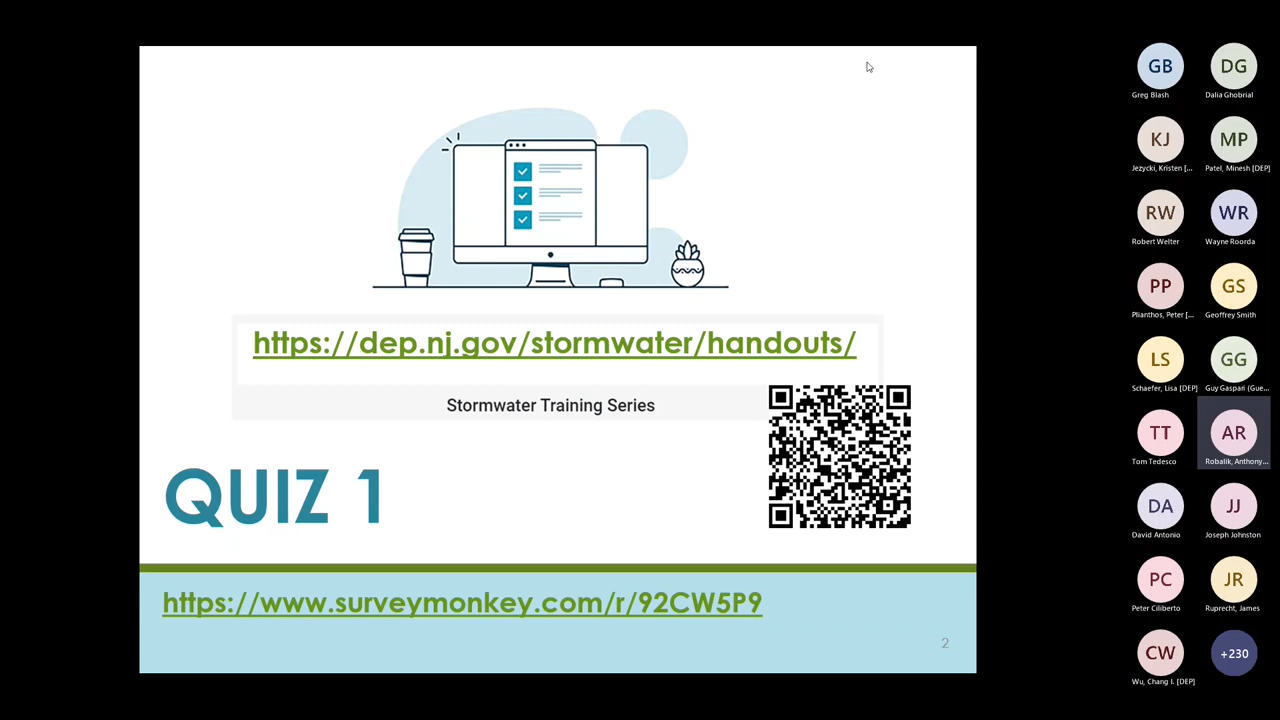 https://dep.nj.gov/stormwater/handouts/
Stormwater Training Series
QUIZ 1
https://www.surveymonkey.com/r/92CW5P9
2
GB
Greg Blash
DG
Dalia Ghobrial
KJ
Jezycki, Kristen [...
MP
Patel, Minesh [DEP]
RW
Robert Welter
WR
Wayne Roorda
PP
Plianthos, Peter [...
GS
Geoffrey Smith
LS
Schaefer, Lisa [DEP]
GG
Guy Gaspari (Gue...
TT
Tom Tedesco
AR
Robalik, Anthony...
DA
David Antonio
JJ
Joseph Johnston
PC
Peter Ciliberto
JR
Ruprecht, James
CW
Wu, Chang I. [DEP]
+230